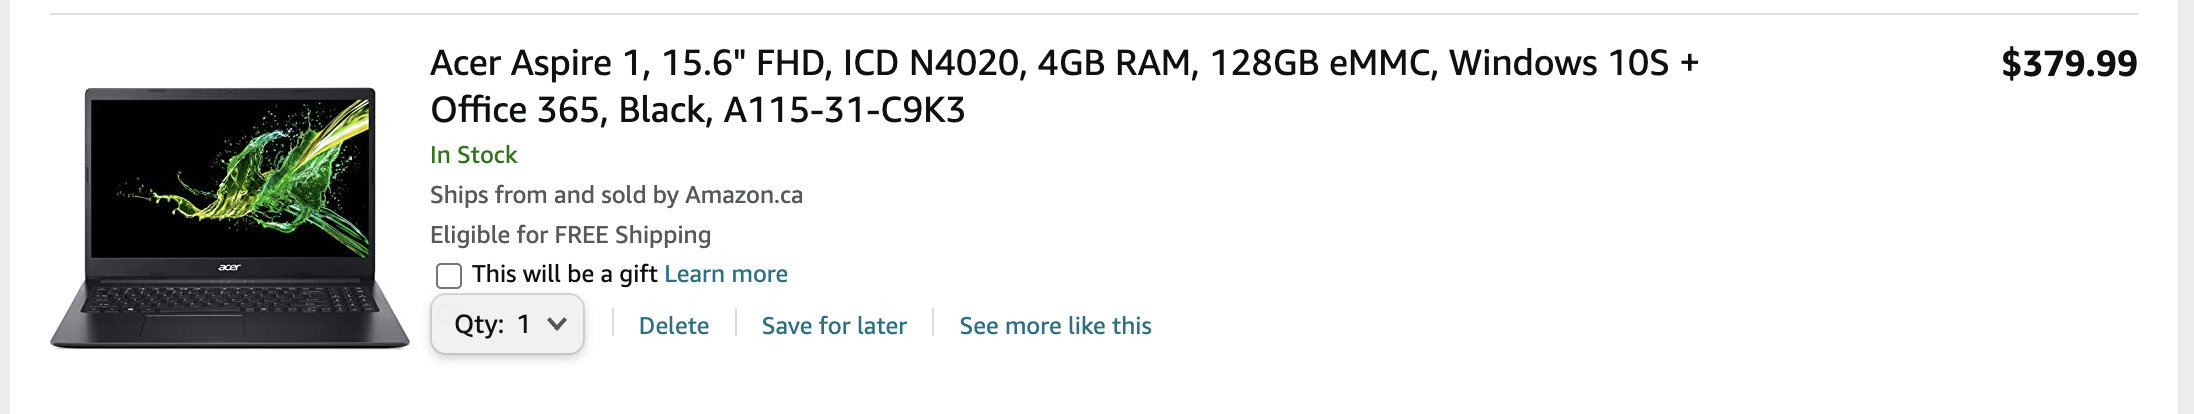 Acer Aspire 1, 15.6" FHD, ICD N4020, 4GB RAM, 128GB eMMC, Windows 10S +
$379.99
Office 365, Black, A115-31-C9K3
In Stock
Ships from and sold by Amazon.ca
Eligible for FREE Shipping
This will be a gift Learn more
acer
Qty: 1
Delete
Save for later
See more like this